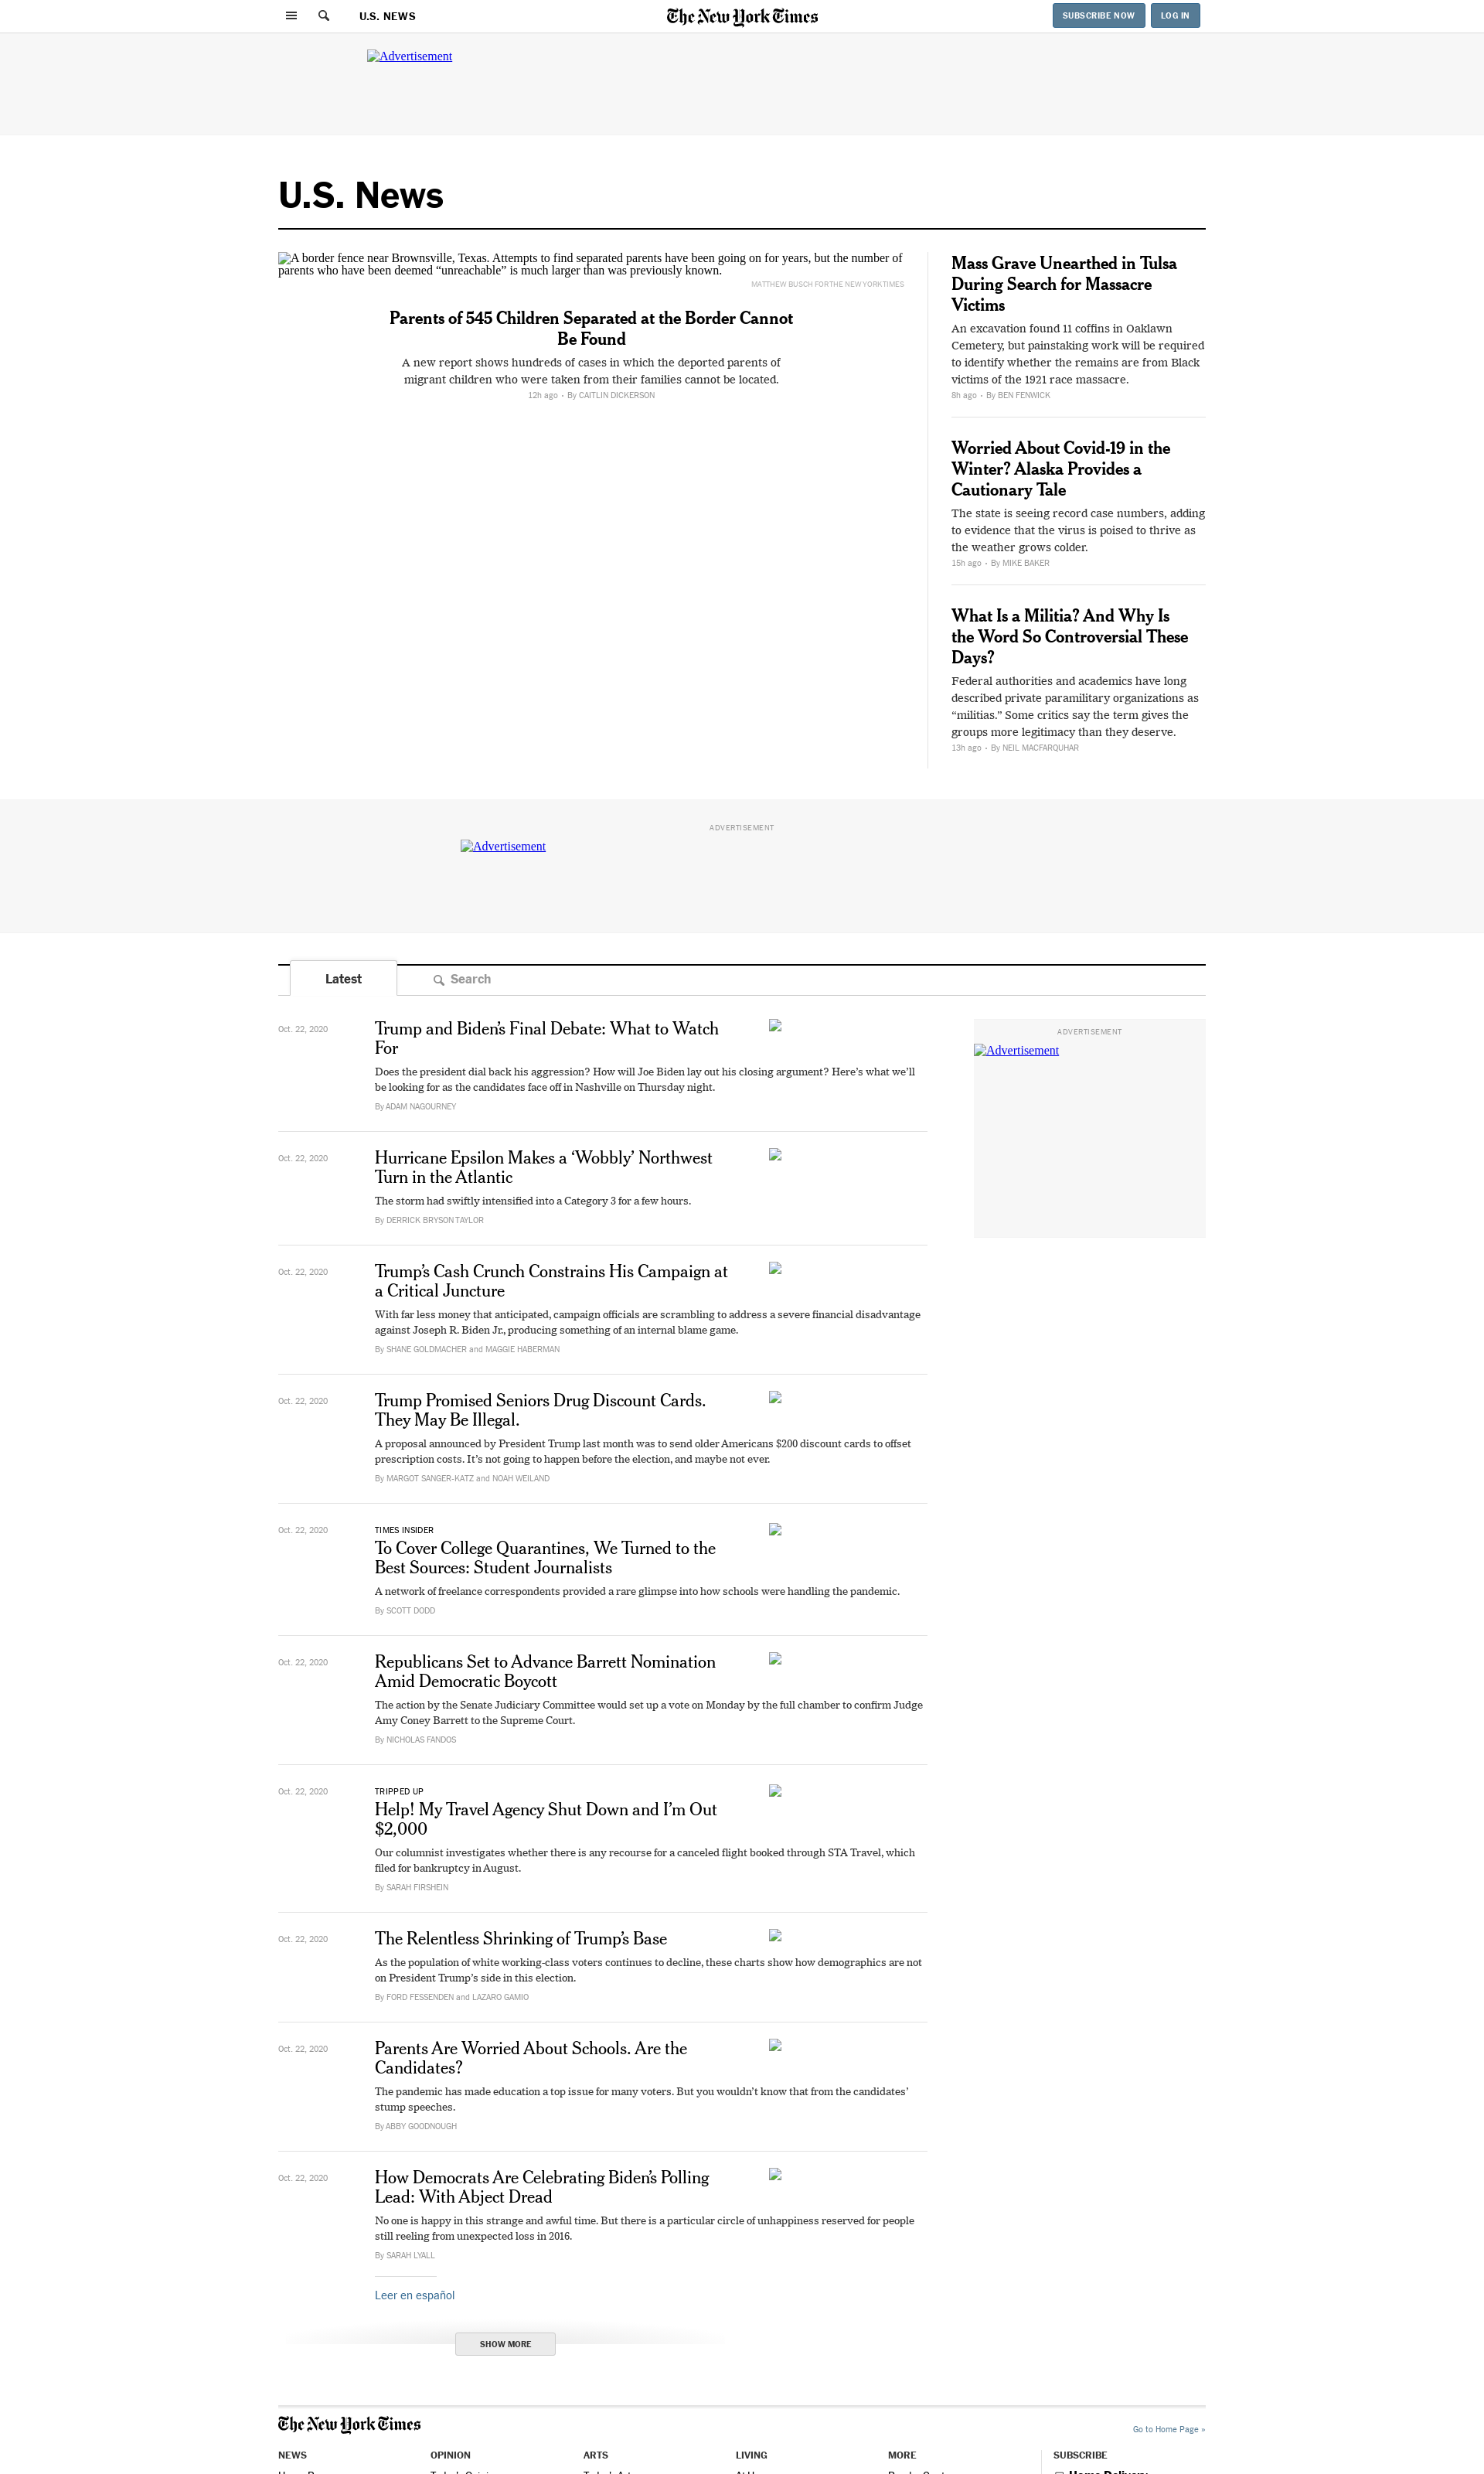 U.S. NEWS
The New York Times
SUBSCRIBE NOW
LOG IN
Advertisement
U.S. News
A border fence near Brownsville, Texas. Attempts to find separated parents have been going on for years, but the number of
parents who have been deemed “unreachable” is much larger than was previously known.
MATTHEW BUSCH FOR THE NEW YORK TIMES
Parents of 545 Children Separated at the Border Cannot
Be Found
A new report shows hundreds of cases in which the deported parents of
migrant children who were taken from their families cannot be located.
12h ago • By CAITLIN DICKERSON
Mass Grave Unearthed in Tulsa
During Search for Massacre
Victims
An excavation found 11 coffins in Oaklawn
Cemetery, but painstaking work will be required
to identify whether the remains are from Black
victims of the 1921 race massacre.
8h ago • By BEN FENWICK
Worried About Covid-19 in the
Winter? Alaska Provides a
Cautionary Tale
The state is seeing record case numbers, adding
to evidence that the virus is poised to thrive as
the weather grows colder.
15h ago • By MIKE BAKER
What Is a Militia? And Why Is
the Word So Controversial These
Days?
Federal authorities and academics have long
described private paramilitary organizations as
“militias.” Some critics say the term gives the
groups more legitimacy than they deserve.
13h ago • By NEIL MACFARQUHAR
ADVERTISEMENT
Advertisement
Latest
Search
Oct. 22, 2020
Trump and Biden’s Final Debate: What to Watch
For
Does the president dial back his aggression? How will Joe Biden lay out his closing argument? Here’s what we’ll
be looking for as the candidates face off in Nashville on Thursday night.
By ADAM NAGOURNEY
ADVERTISEMENT
Advertisement
Oct. 22, 2020
Hurricane Epsilon Makes a ‘Wobbly’ Northwest
Turn in the Atlantic
The storm had swiftly intensified into a Category 3 for a few hours.
By DERRICK BRYSON TAYLOR
Oct. 22, 2020
Trump’s Cash Crunch Constrains His Campaign at
a Critical Juncture
With far less money that anticipated, campaign officials are scrambling to address a severe financial disadvantage
against Joseph R. Biden Jr., producing something of an internal blame game.
By SHANE GOLDMACHER and MAGGIE HABERMAN
Oct. 22, 2020
Trump Promised Seniors Drug Discount Cards.
They May Be Illegal.
A proposal announced by President Trump last month was to send older Americans $200 discount cards to offset
prescription costs. It’s not going to happen before the election, and maybe not ever.
By MARGOT SANGER-KATZ and NOAH WEILAND
Oct. 22, 2020
TIMES INSIDER
To Cover College Quarantines, We Turned to the
Best Sources: Student Journalists
A network of freelance correspondents provided a rare glimpse into how schools were handling the pandemic.
By SCOTT DODD
Oct. 22, 2020
Republicans Set to Advance Barrett Nomination
Amid Democratic Boycott
The action by the Senate Judiciary Committee would set up a vote on Monday by the full chamber to confirm Judge
Amy Coney Barrett to the Supreme Court.
By NICHOLAS FANDOS
Oct. 22, 2020
TRIPPED UP
Help! My Travel Agency Shut Down and I’m Out
$2,000
Our columnist investigates whether there is any recourse for a canceled flight booked through STA Travel, which
filed for bankruptcy in August.
By SARAH FIRSHEIN
Oct. 22, 2020
The Relentless Shrinking of Trump’s Base
As the population of white working-class voters continues to decline, these charts show how demographics are not
on President Trump’s side in this election.
By FORD FESSENDEN and LAZARO GAMIO
Oct. 22, 2020
Parents Are Worried About Schools. Are the
Candidates?
The pandemic has made education a top issue for many voters. But you wouldn’t know that from the candidates’
stump speeches.
By ABBY GOODNOUGH
Oct. 22, 2020
How Democrats Are Celebrating Biden’s Polling
Lead: With Abject Dread
No one is happy in this strange and awful time. But there is a particular circle of unhappiness reserved for people
still reeling from unexpected loss in 2016.
By SARAH LYALL
Leer en español
SHOW MORE
The New York Times
Go to Home Page »
NEWS
OPINION
ARTS
LIVING
MORE
SUBSCRIBE